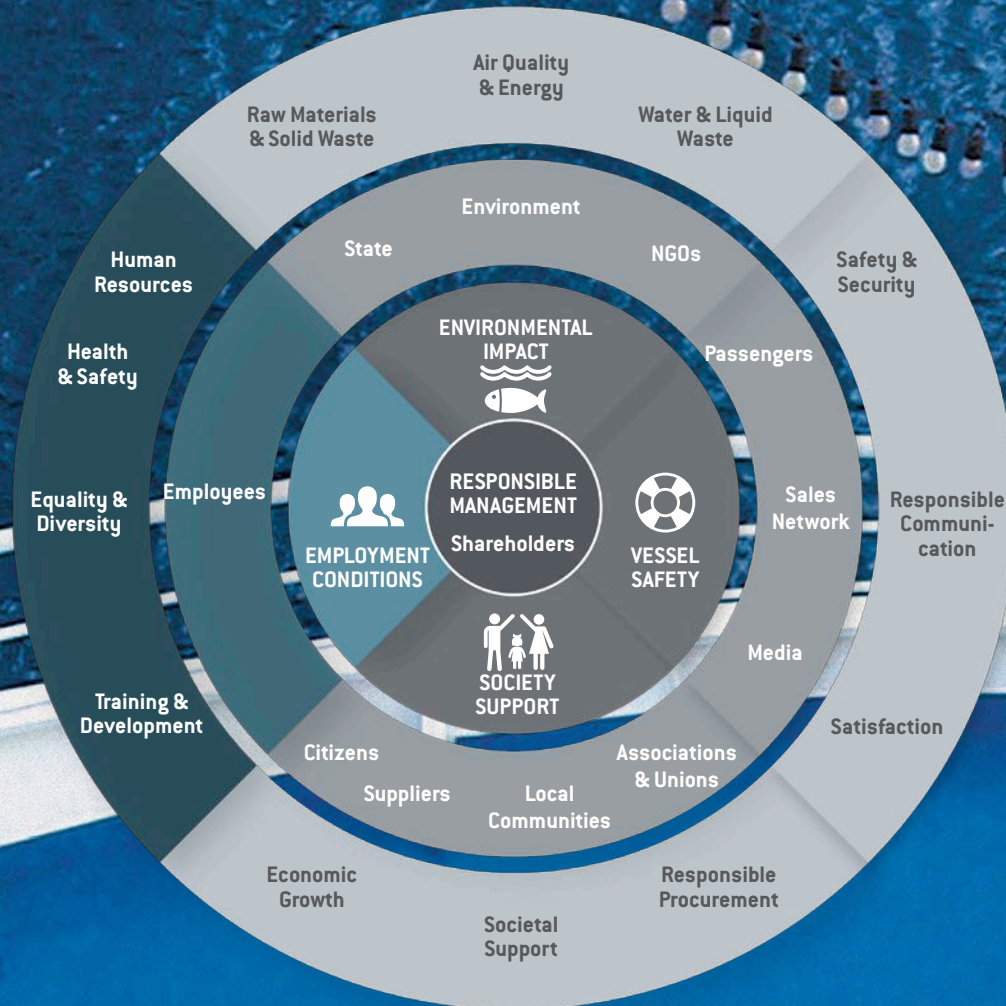 Air Quality
& Energy
Raw Materials
& Solid Waste
Water & Liquid
Waste
Environment
State
NGOs
Human
Resources
Safety &
Security
ENVIRONMENTAL
IMPACT
Health
& Safety
Passengers
RESPONSIBLE
MANAGEMENT
Shareholders
Employees
Equality &
Diversity
Sales
Network
Responsible
Communi-
cation
EMPLOYMENT
CONDITIONS
VESSEL
SAFETY
Media
SOCIETY
SUPPORT
Training &
Development
Satisfaction
Citizens
Associations
& Unions
Suppliers
Local
Communities
Economic
Growth
Responsible
Procurement
Societal
Support